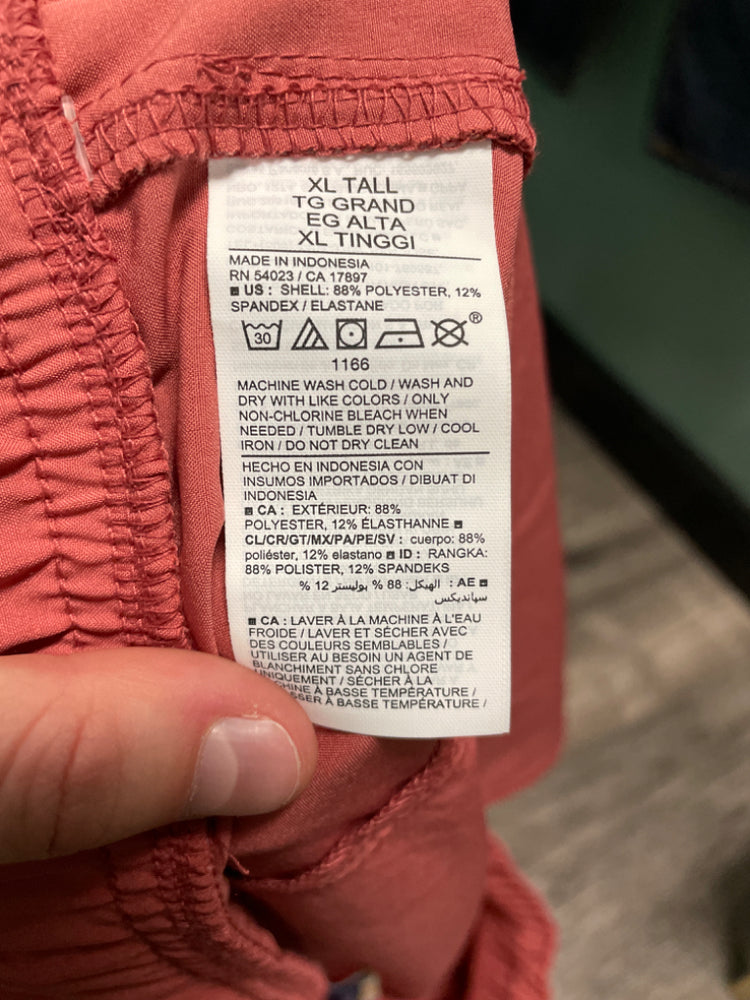 XL TALL
TG GRAND
EG ALTA
XL TINGGI
MADE IN INDONESIA
RN 54023 / CA 17897
US : SHELL: 88% POLYESTER, 12%
SPANDEX / ELASTANE
30 ®
1166
MACHINE WASH COLD / WASH AND
DRY WITH LIKE COLORS / ONLY
NON-CHLORINE BLEACH WHEN
NEEDED / TUMBLE DRY LOW / COOL
IRON / DO NOT DRY CLEAN
HECHO EN INDONESIA CON
INSUMOS IMPORTADOS / DIBUAT DI
INDONESIA
CA : EXTÉRIEUR: 88%
POLYESTER, 12% ÉLASTHANNE
CL/CR/GT/MX/PA/PE/SV : cuerpo: 88%
poliéster, 12% elastano ID : RANGKA:
88% POLISTER, 12% SPANDEKS
AE : الهيكل: 88 % بوليستر 12 %
سبانديكس
CA : LAVER À LA MACHINE À L'EAU
FROIDE / LAVER ET SÉCHER AVEC
DES COULEURS SEMBLABLES /
UTILISER AU BESOIN UN AGENT DE
BLANCHIMENT SANS CHLORE
UNIQUEMENT / SÉCHER À LA
À BASSE TEMPÉRATURE /
À BASSE TEMPÉRATURE /